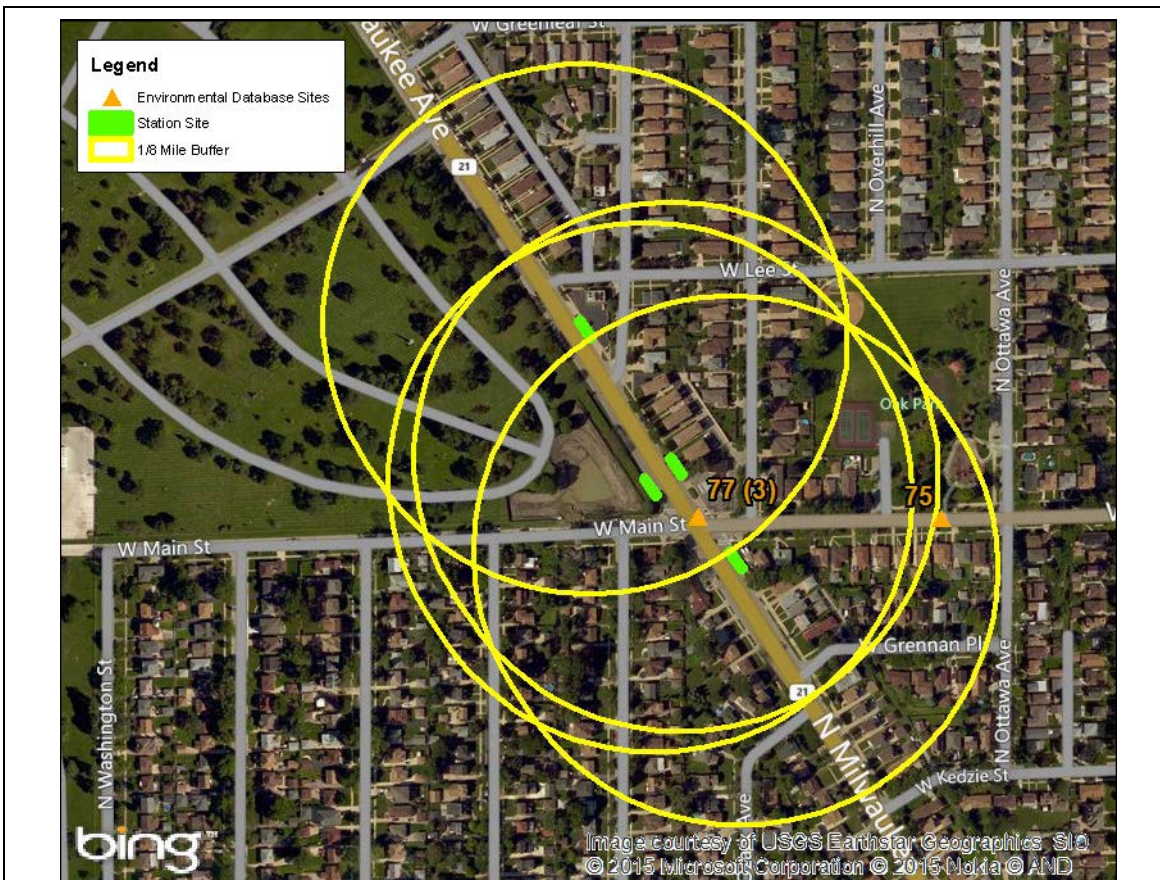 W Greenleaf St
Legend
Environmental Database Sites
Station Site
1/8 Mile Buffer
aukee Ave
21
N Overhill Ave
W Lee St
N Ottawa Ave
Oak Park
77 (3)
75
W Main St
W Main St
W
N Washington St
W Grennan Pl
21
N Ottawa Ave
N Milwau
W Kedzie St
Ave
bing™
Image courtesy of USGS Earthstar Geographics SIO
© 2015 Microsoft Corporation © 2015 Nokia © AND